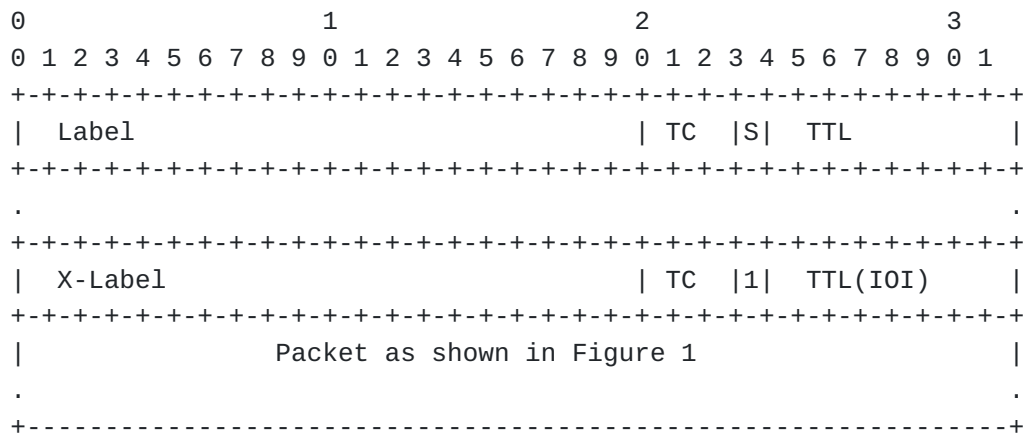 0                   1                   2                   3
0 1 2 3 4 5 6 7 8 9 0 1 2 3 4 5 6 7 8 9 0 1 2 3 4 5 6 7 8 9 0 1
+-+-+-+-+-+-+-+-+-+-+-+-+-+-+-+-+-+-+-+-+-+-+-+-+-+-+-+-+-+-+-+-+
|  Label                                | TC  |S|  TTL          |
+-+-+-+-+-+-+-+-+-+-+-+-+-+-+-+-+-+-+-+-+-+-+-+-+-+-+-+-+-+-+-+-+
.                                                               .
+-+-+-+-+-+-+-+-+-+-+-+-+-+-+-+-+-+-+-+-+-+-+-+-+-+-+-+-+-+-+-+-+
|  X-Label                              | TC  |1|  TTL(IOI)     |
+-+-+-+-+-+-+-+-+-+-+-+-+-+-+-+-+-+-+-+-+-+-+-+-+-+-+-+-+-+-+-+-+
|                Packet as shown in Figure 1                    |
.                                                               .
+---------------------------------------------------------------+